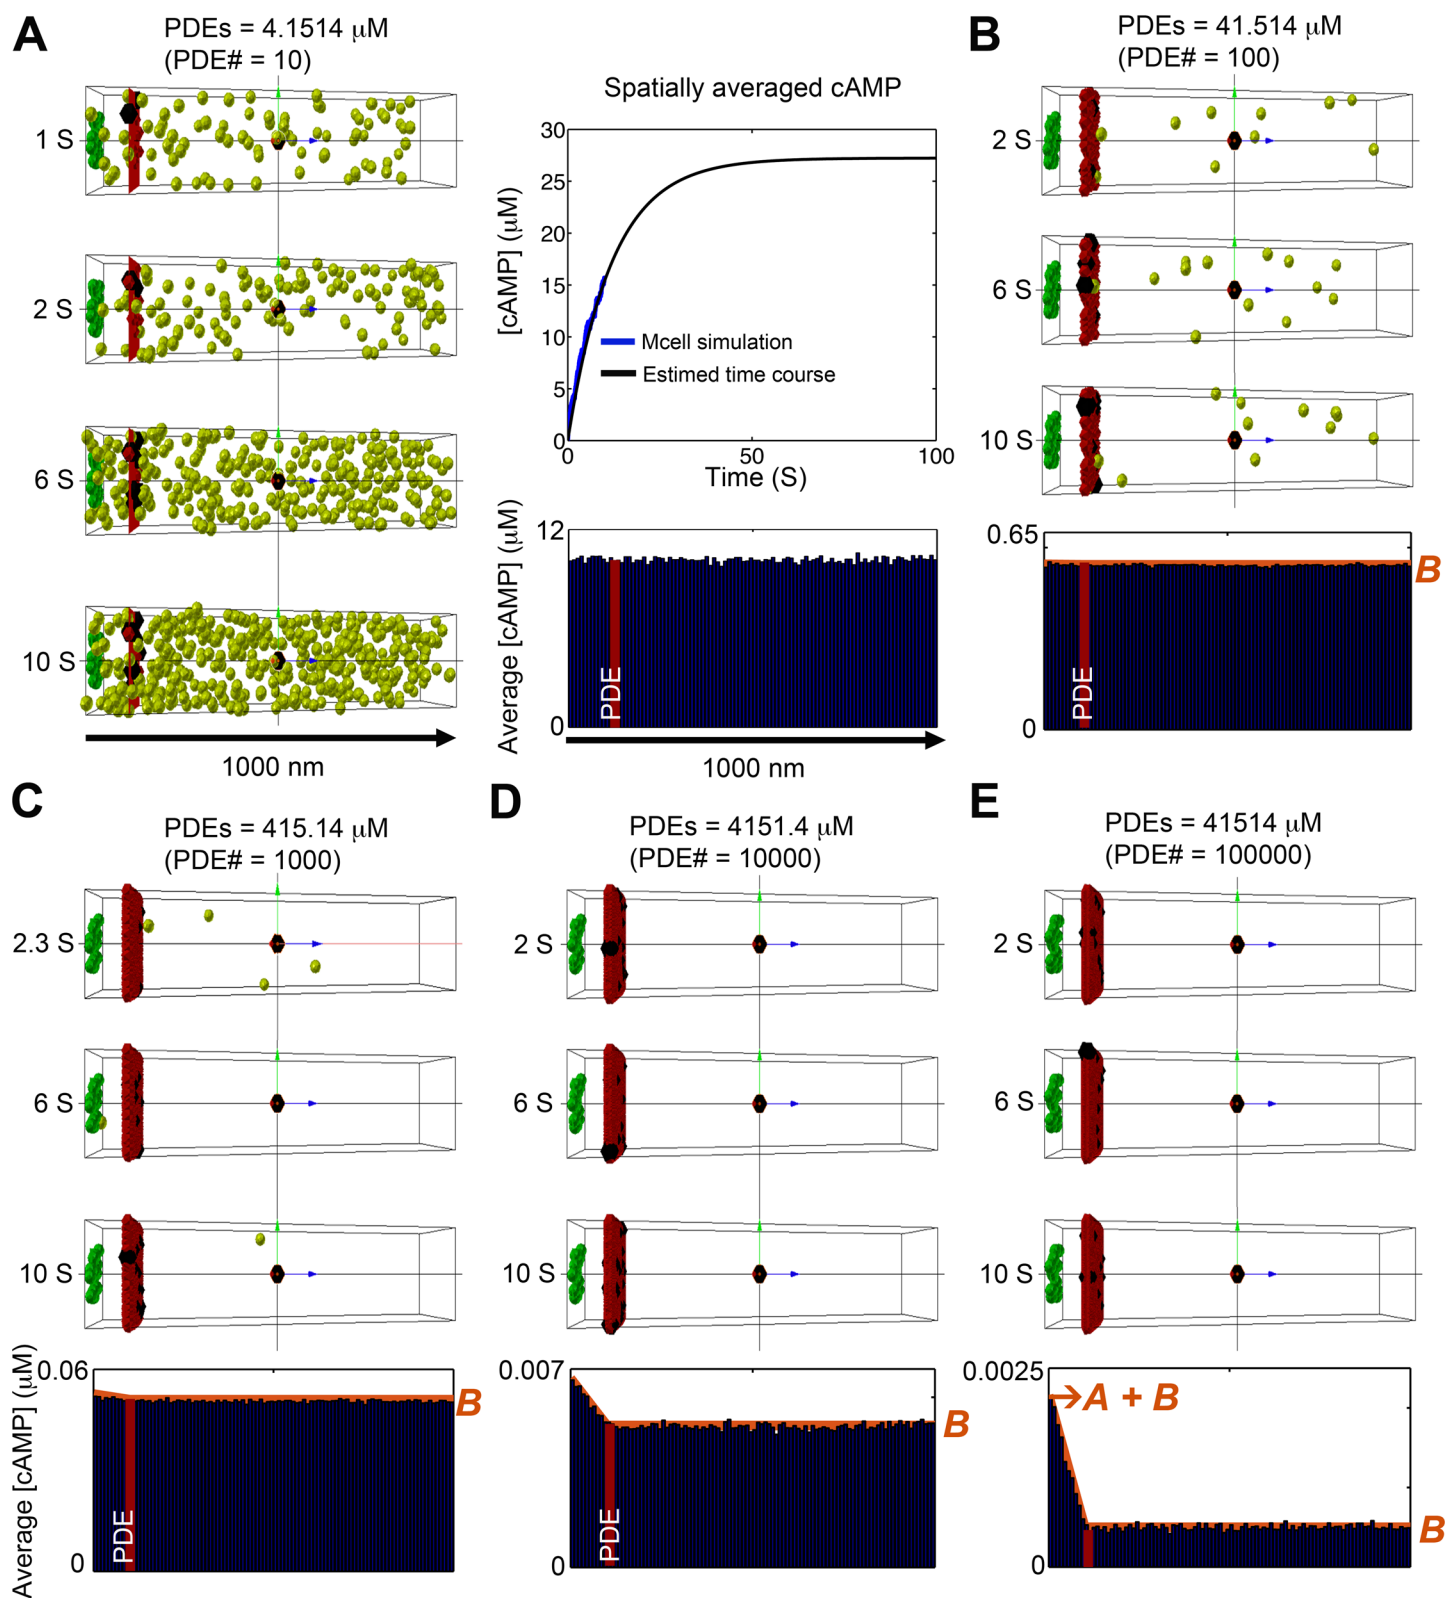 A
PDEs = 4.1514 μM
(PDE# = 10)
1 S
2 S
6 S
10 S
1000 nm
Spatially averaged cAMP
[cAMP] (μM)
30
25
20
15
10
5
0
Mcell simulation
Estimed time course
0
50
100
Time (S)
Average [cAMP] (μM)
12
0
PDE
1000 nm
B
PDEs = 41.514 μM
(PDE# = 100)
2 S
6 S
10 S
0.65
0
PDE
B
C
PDEs = 415.14 μM
(PDE# = 1000)
2.3 S
6 S
10 S
Average [cAMP] (μM)
0.06
0
PDE
B
D
PDEs = 4151.4 μM
(PDE# = 10000)
2 S
6 S
10 S
0.007
0
PDE
B
E
PDEs = 41514 μM
(PDE# = 100000)
2 S
6 S
10 S
0.0025
0
→A + B
B